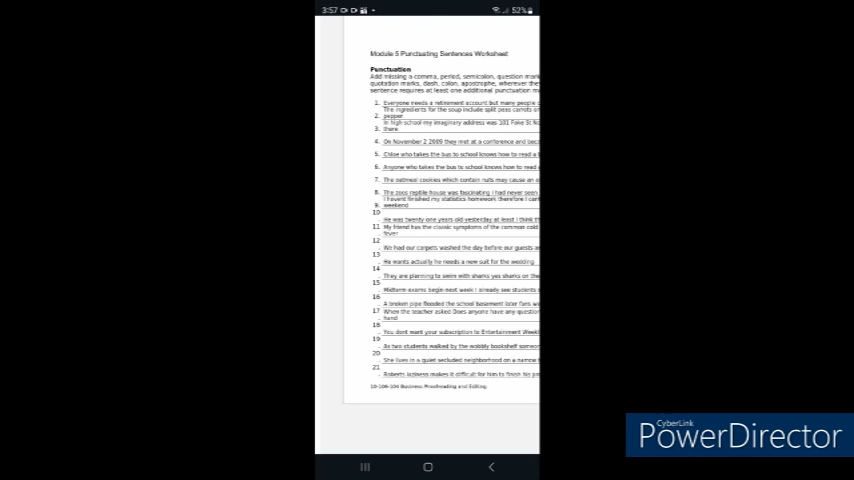 3:57
52%
Module 5 Punctuating Sentences Worksheet
Punctuation
Add missing a comma, period, semicolon, question mark
quotation marks, dash, colon, apostrophe, wherever they
sentence requires at least one additional punctuation
1. Everyone needs a retirement account but many people
The ingredients for the soup include split peas carrots
2. pepper
In high school my imaginary address was 101 Fake St
3. there
4. On November 2 2009 they met at a conference and
5. Chloe who takes the bus to school knows how to read a
6. Anyone who takes the bus to school knows how to read
7. The oatmeal cookies which contain nuts may cause an
8. The zoos reptile house was fascinating I had never seen
I havent finished my statistics homework therefore I
9. weekend
10
. He was twenty one years old yesterday at least I think
11 My friend has the classic symptoms of the common cold
. fever
12
. We had our carpets washed the day before our guests
13
. He wants actually he needs a new suit for the wedding
14
. They are planning to swim with sharks yes sharks on
15
. Midterm exams begin next week I already see students
16
. A broken pipe flooded the school basement later fans
17 When the teacher asked Does anyone have any
. hand
18
. You dont want your subscription to Entertainment
19
. As two students walked by the wobbly bookshelf
20
. She lives in a quiet secluded neighborhood on a narrow
21
. Roberts laziness makes it difficult for him to finish his
10-106-104 Business Proofreading and Editing
CyberLink
PowerDirector